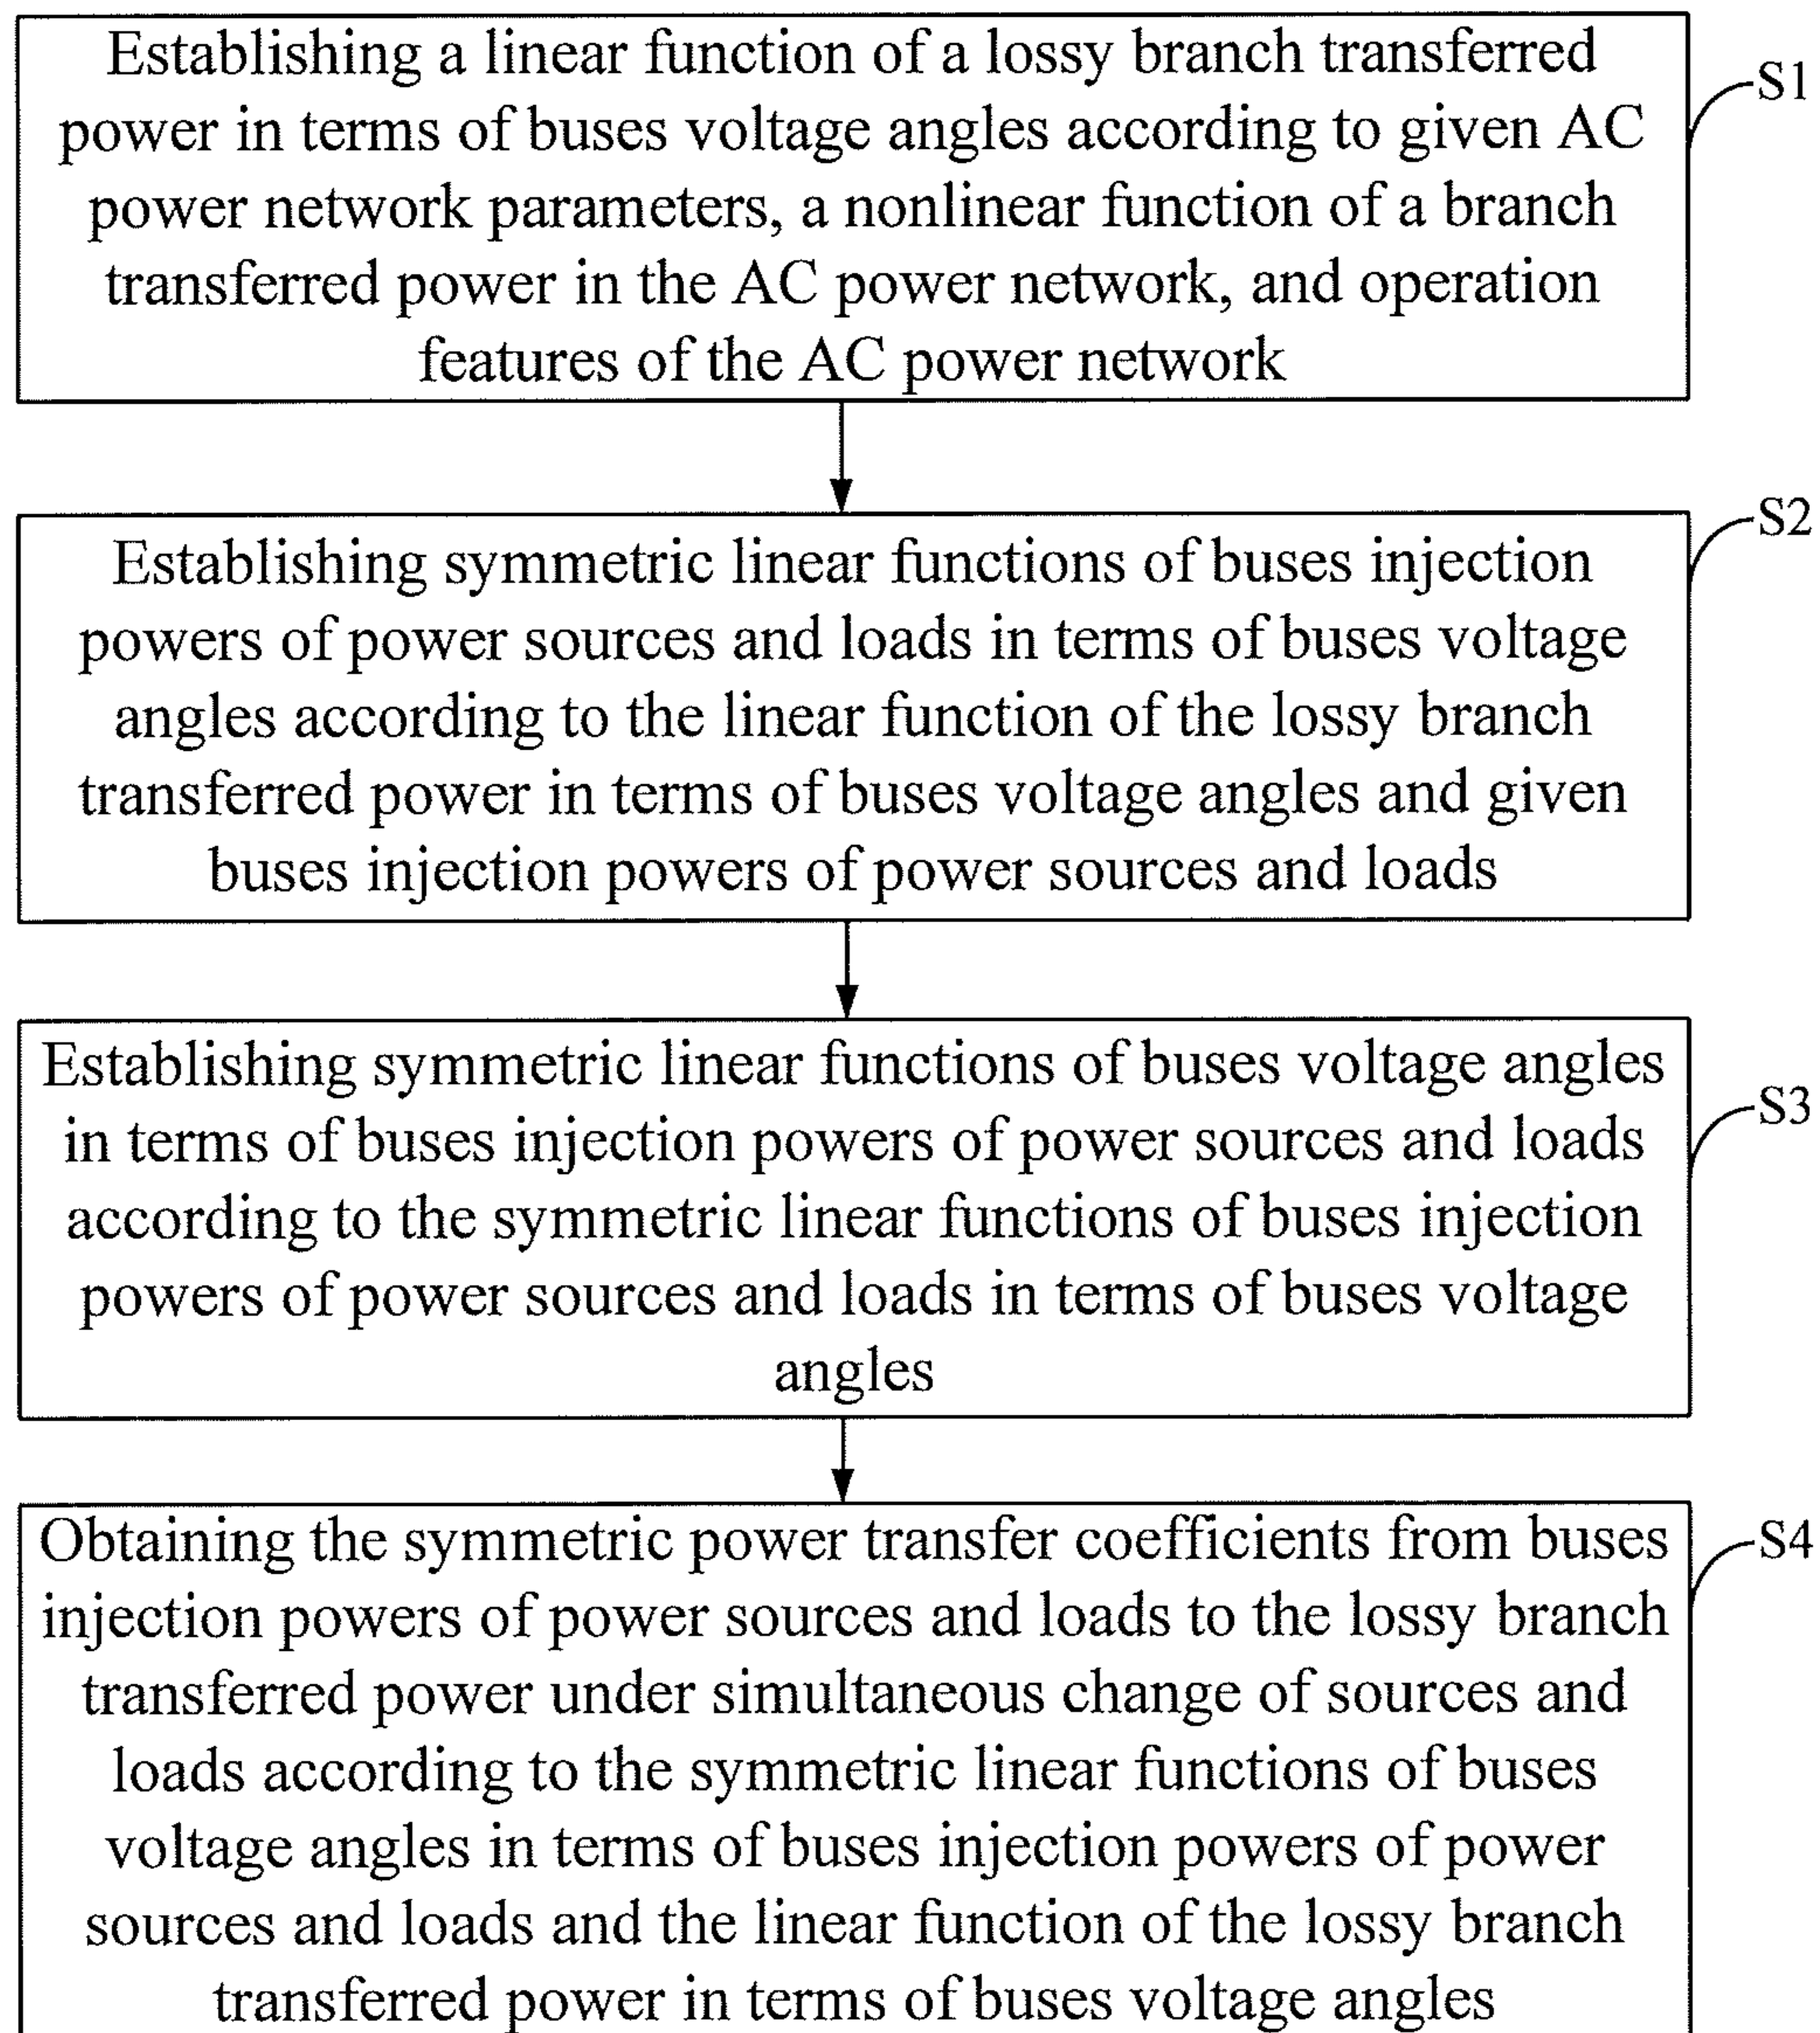 Establishing a linear function of a lossy branch transferred
power in terms of buses voltage angles according to given AC
power network parameters, a nonlinear function of a branch
transferred power in the AC power network, and operation
features of the AC power network
S1
Establishing symmetric linear functions of buses injection
powers of power sources and loads in terms of buses voltage
angles according to the linear function of the lossy branch
transferred power in terms of buses voltage angles and given
buses injection powers of power sources and loads
S2
Establishing symmetric linear functions of buses voltage angles
in terms of buses injection powers of power sources and loads
according to the symmetric linear functions of buses injection
powers of power sources and loads in terms of buses voltage
angles
S3
Obtaining the symmetric power transfer coefficients from buses
injection powers of power sources and loads to the lossy branch
transferred power under simultaneous change of sources and
loads according to the symmetric linear functions of buses
voltage angles in terms of buses injection powers of power
sources and loads and the linear function of the lossy branch
transferred power in terms of buses voltage angles
S4